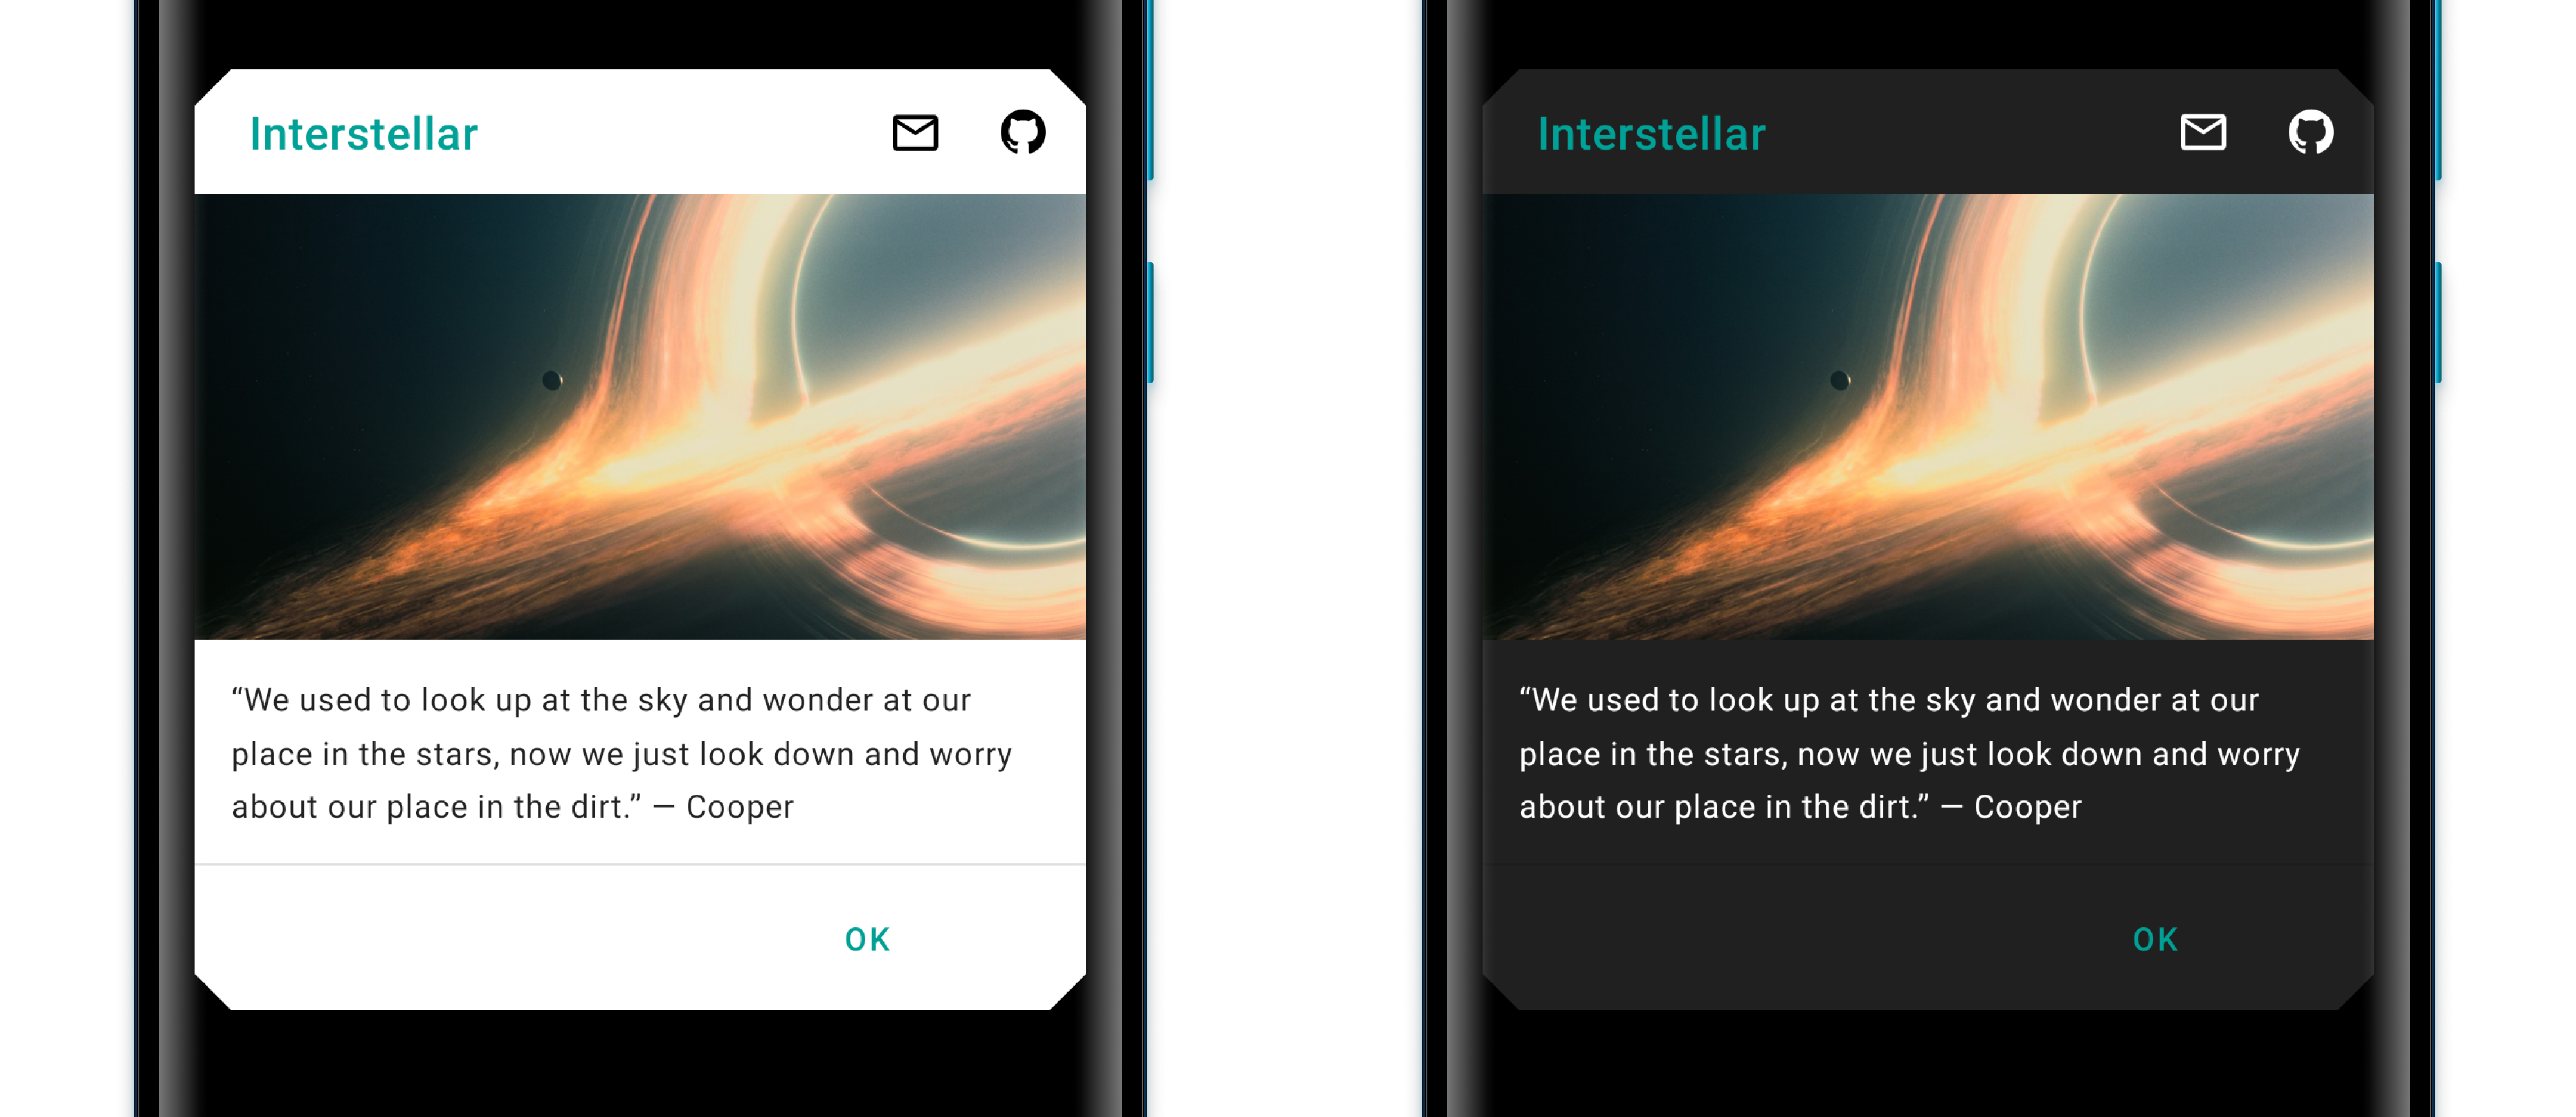 Interstellar
“We used to look up at the sky and wonder at our
place in the stars, now we just look down and worry
about our place in the dirt.” — Cooper
OK
Interstellar
“We used to look up at the sky and wonder at our
place in the stars, now we just look down and worry
about our place in the dirt.” — Cooper
OK